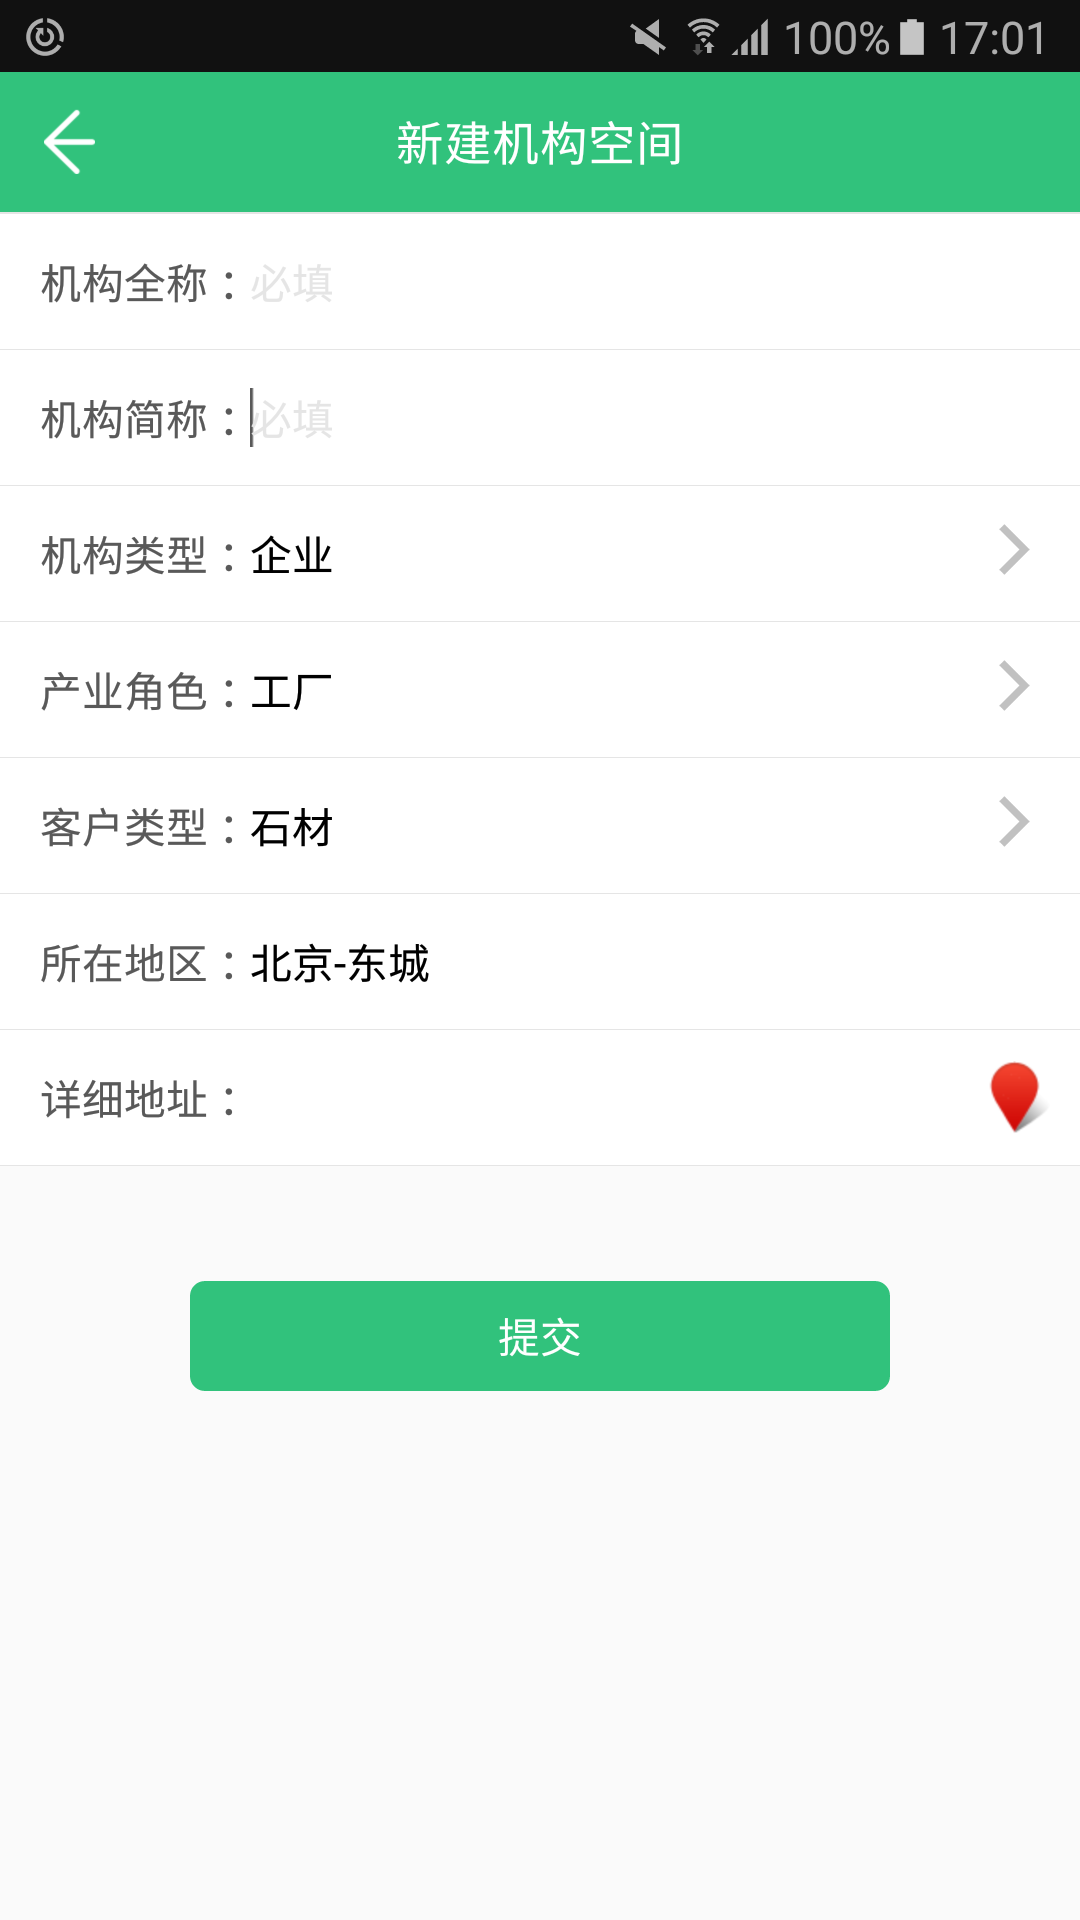 100% 17:01
新建机构空间
机构全称：必填
机构简称：必填
机构类型：企业
产业角色：工厂
客户类型：石材
所在地区：北京-东城
详细地址：
提交